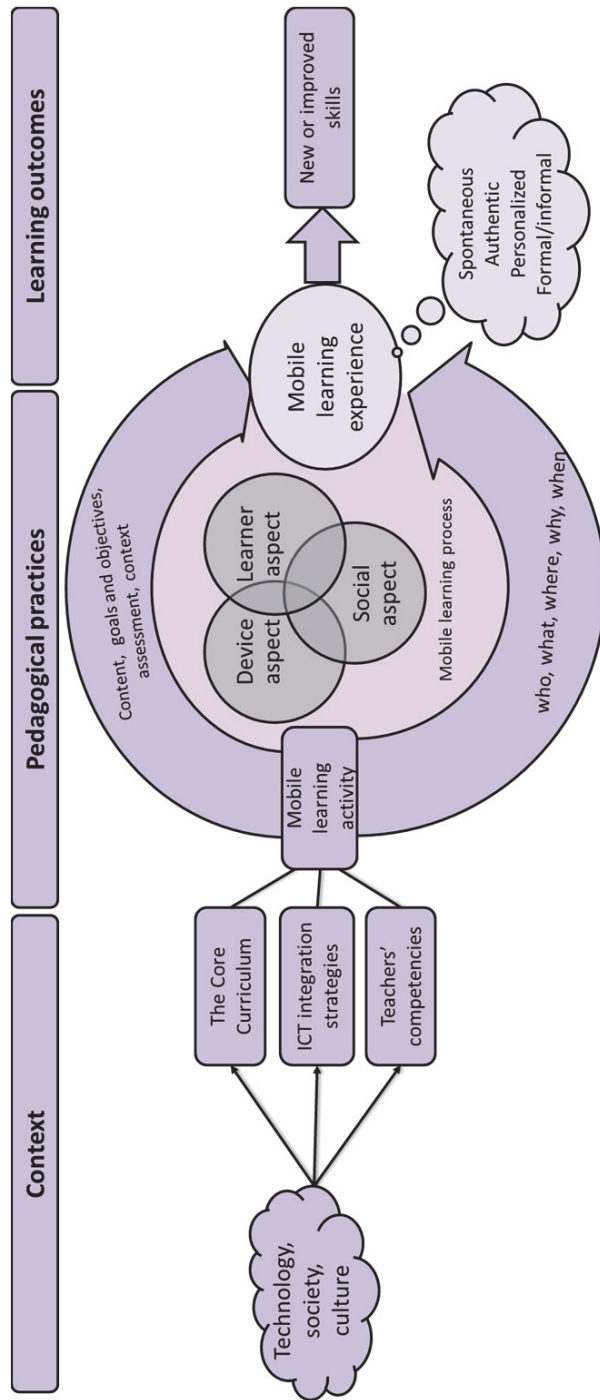 Context
Pedagogical practices
Learning outcomes
Technology,
society,
culture
The Core
Curriculum
ICT integration
strategies
Teachers’
competencies
Mobile
learning
activity
Content, goals and objectives,
assessment, context
Device
aspect
Learner
aspect
Social
aspect
Mobile learning process
who, what, where, why, when
Mobile
learning
experience
New or improved
skills
Spontaneous
Authentic
Personalized
Formal/informal